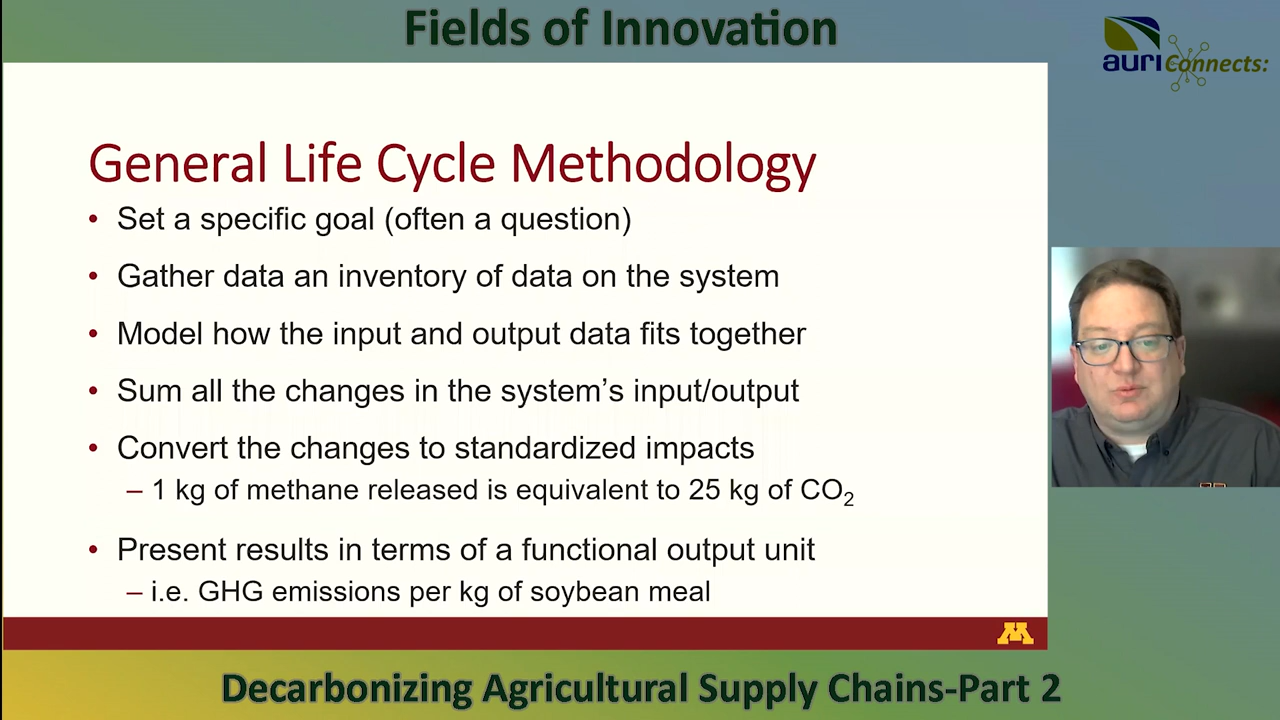 Fields of Innovation
auri Connects:
General Life Cycle Methodology
• Set a specific goal (often a question)
• Gather data an inventory of data on the system
• Model how the input and output data fits together
• Sum all the changes in the system's input/output
• Convert the changes to standardized impacts
– 1 kg of methane released is equivalent to 25 kg of CO₂
• Present results in terms of a functional output unit
– i.e. GHG emissions per kg of soybean meal
M
Decarbonizing Agricultural Supply Chains-Part 2